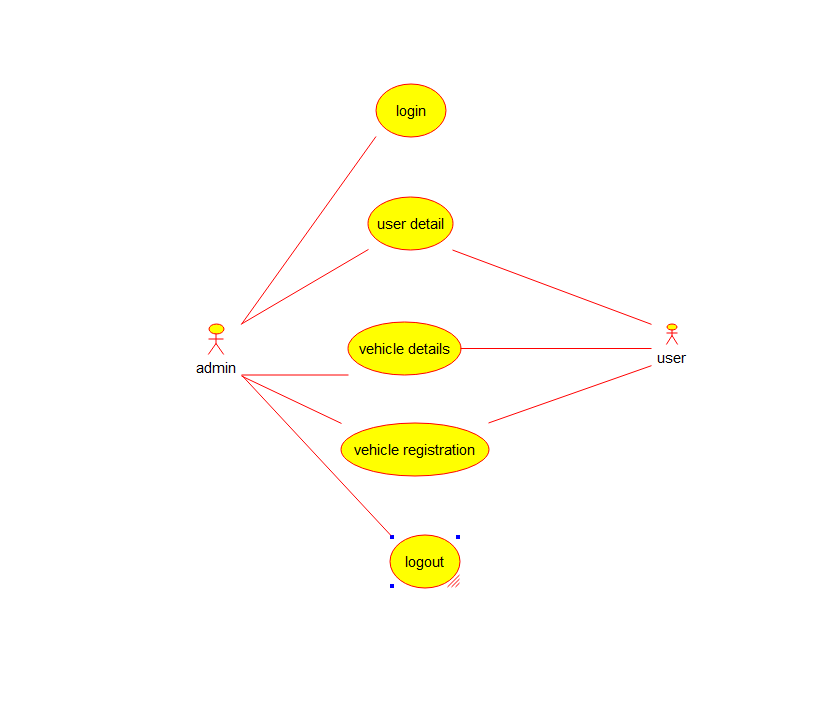 login
user detail
vehicle details
admin
user
vehicle registration
logout